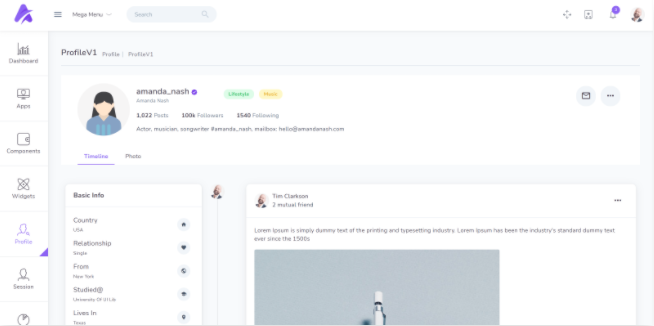 Mega Menu
Search
ProfileV1 Profile | ProfileV1
Dashboard
Apps
Components
Widgets
Profile
Session
amanda_nash
Lifestyle
Music
Amanda Nash
1,022 Posts 100k Followers 1540 Following
Actor, musician, songwriter #amanda_nash, mailbox: hello@amandanash.com
Timeline Photo
Basic Info
Country
USA
Relationship
Single
From
New York
Studied@
University Of U!Lib
Lives In
Texas
Tim Clarkson
2 mutual friend
Lorem Ipsum is simply dummy text of the printing and typesetting industry. Lorem Ipsum has been the industry's standard dummy text
ever since the 1500s